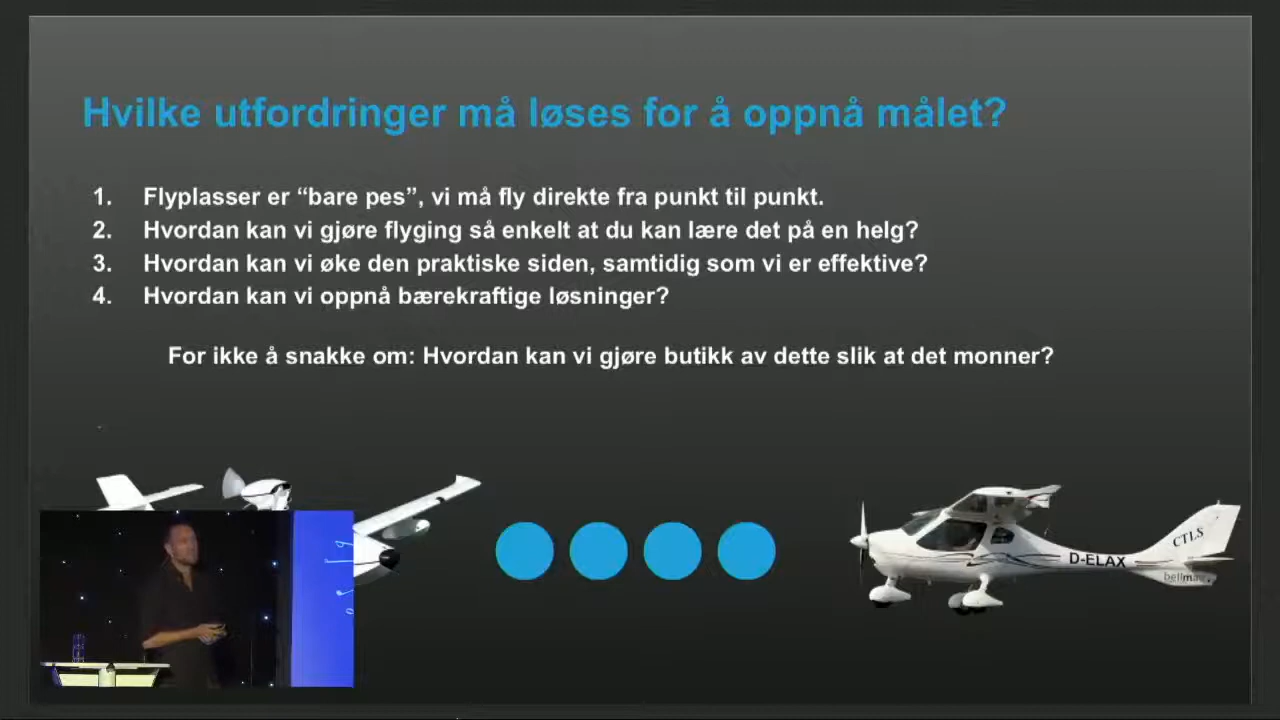 Hvilke utfordringer må løses for å oppnå målet?
1. Flyplasser er “bare pes”, vi må fly direkte fra punkt til punkt.
2. Hvordan kan vi gjøre flyging så enkelt at du kan lære det på en helg?
3. Hvordan kan vi øke den praktiske siden, samtidig som vi er effektive?
4. Hvordan kan vi oppnå bærekraftige løsninger?
For ikke å snakke om: Hvordan kan vi gjøre butikk av dette slik at det monner?
CTLS
D-ELAX